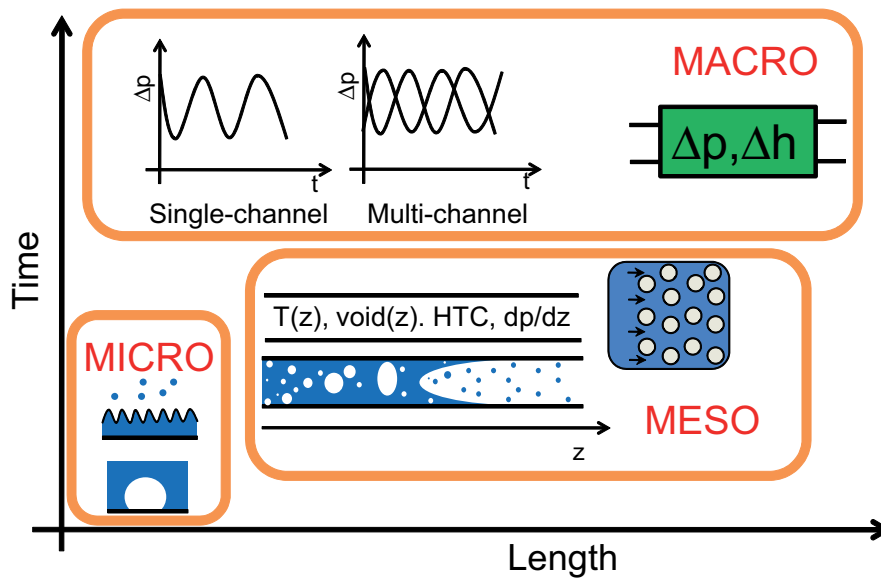 MACRO
Δp
t
Single-channel
Δp
t
Multi-channel
Δp,Δh
Time
MICRO
T(z), void(z). HTC, dp/dz
z
MESO
Length